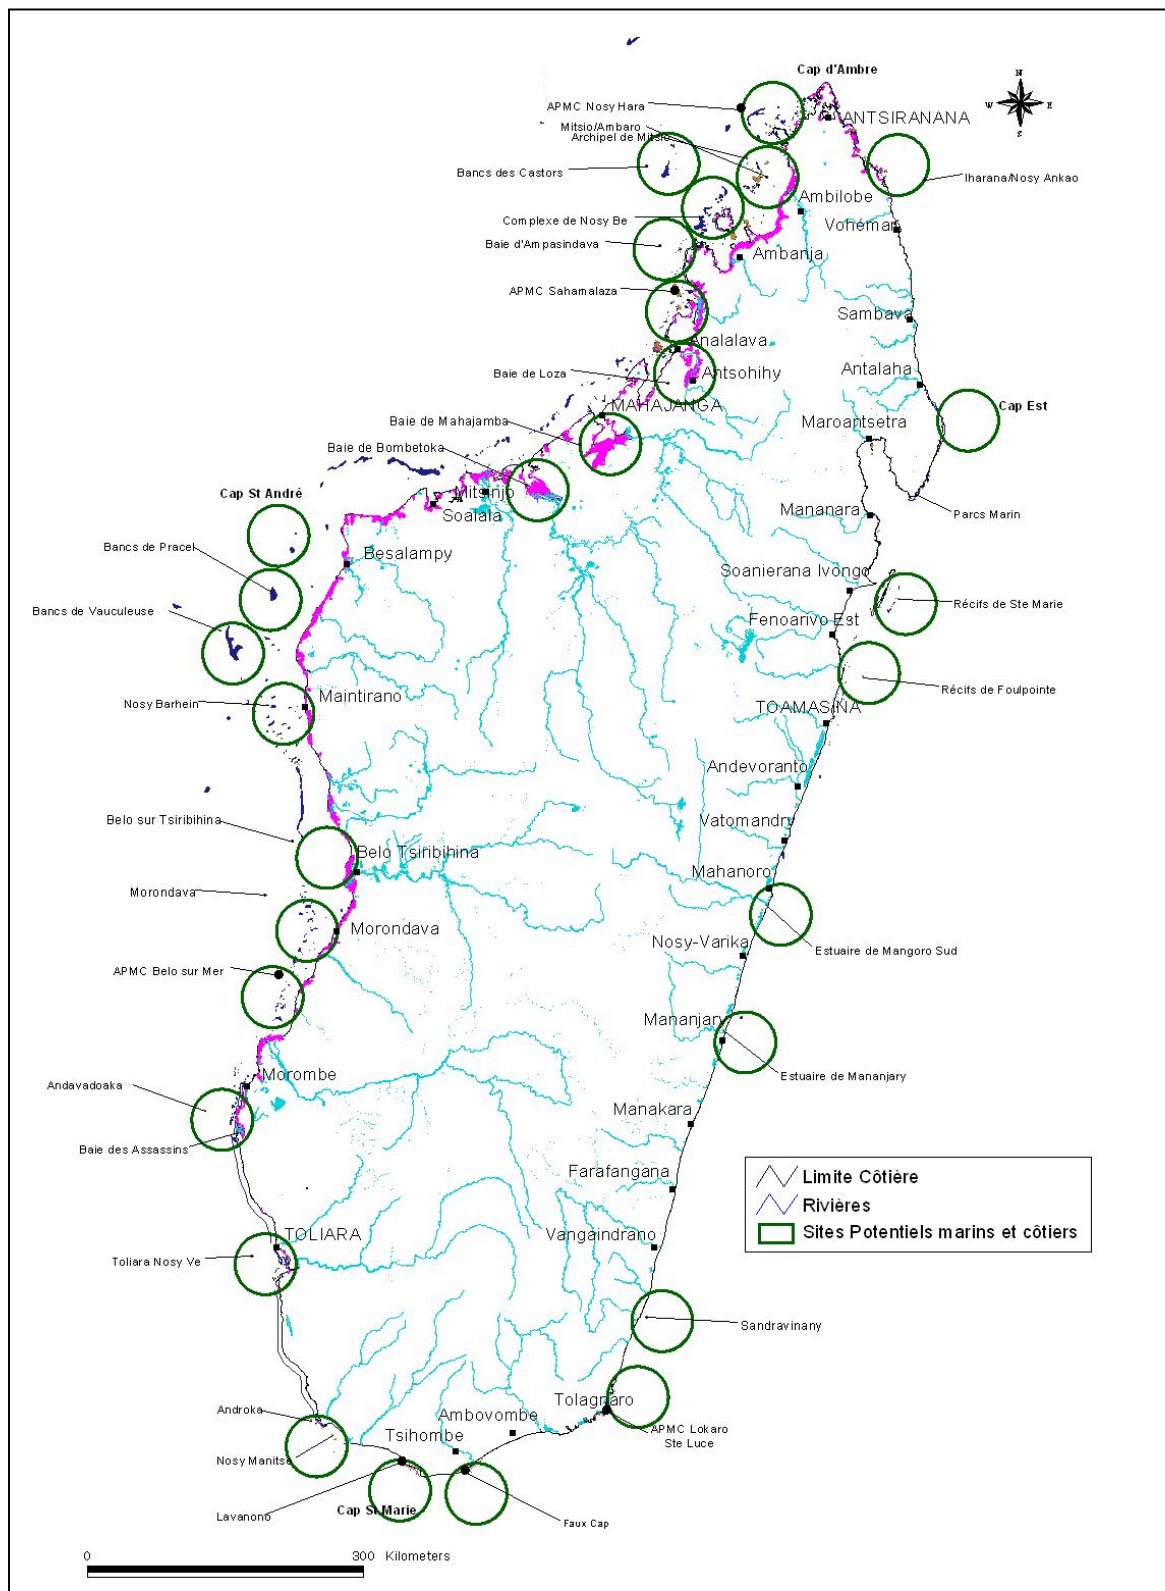 Cap d'Ambre
N
W E
S
APMC Nosy Hara
ANTSIRANANA
Mitsio/Ambaro
Archipel de Mitsio
Bancs des Castors
Iharana/Nosy Ankao
Ambilobe
Complexe de Nosy Be
Vohémar
Baie d'Ampasindava
Ambanja
APMC Sahamalaza
Sambava
Analalava
Baie de Loza
Antsohihy
Antalaha
MAHAJANGA
Cap Est
Baie de Mahajamba
Maroantsetra
Baie de Bombetoka
Cap St André
Mitsinjo
Soalala
Mananara
Parcs Marin
Bancs de Pracel
Besalampy
Soanierana Ivongo
Bancs de Vauculeuse
Récifs de Ste Marie
Fenoarivo Est
Nosy Barhein
Maintirano
Récifs de Foulpointe
TOAMASINA
Andevoranto
Belo sur Tsiribihina
Vatomandry
Belo Tsiribihina
Mahanoro
Morondava
Morondava
Nosy-Varika
Estuaire de Mangoro Sud
APMC Belo sur Mer
Mananjary
Morombe
Estuaire de Mananjary
Andavadoaka
Manakara
Baie des Assassins
Farafangana
Limite Côtière
Rivières
Sites Potentiels marins et côtiers
TOLIARA
Vangaindrano
Toliara Nosy Ve
Sandravinany
Tolagnaro
Androka
Ambovombe
APMC Lokaro
Ste Luce
Tsihombe
Nosy Manitse
Lavanono
Cap St Marie
Faux Cap
0 300 Kilometers